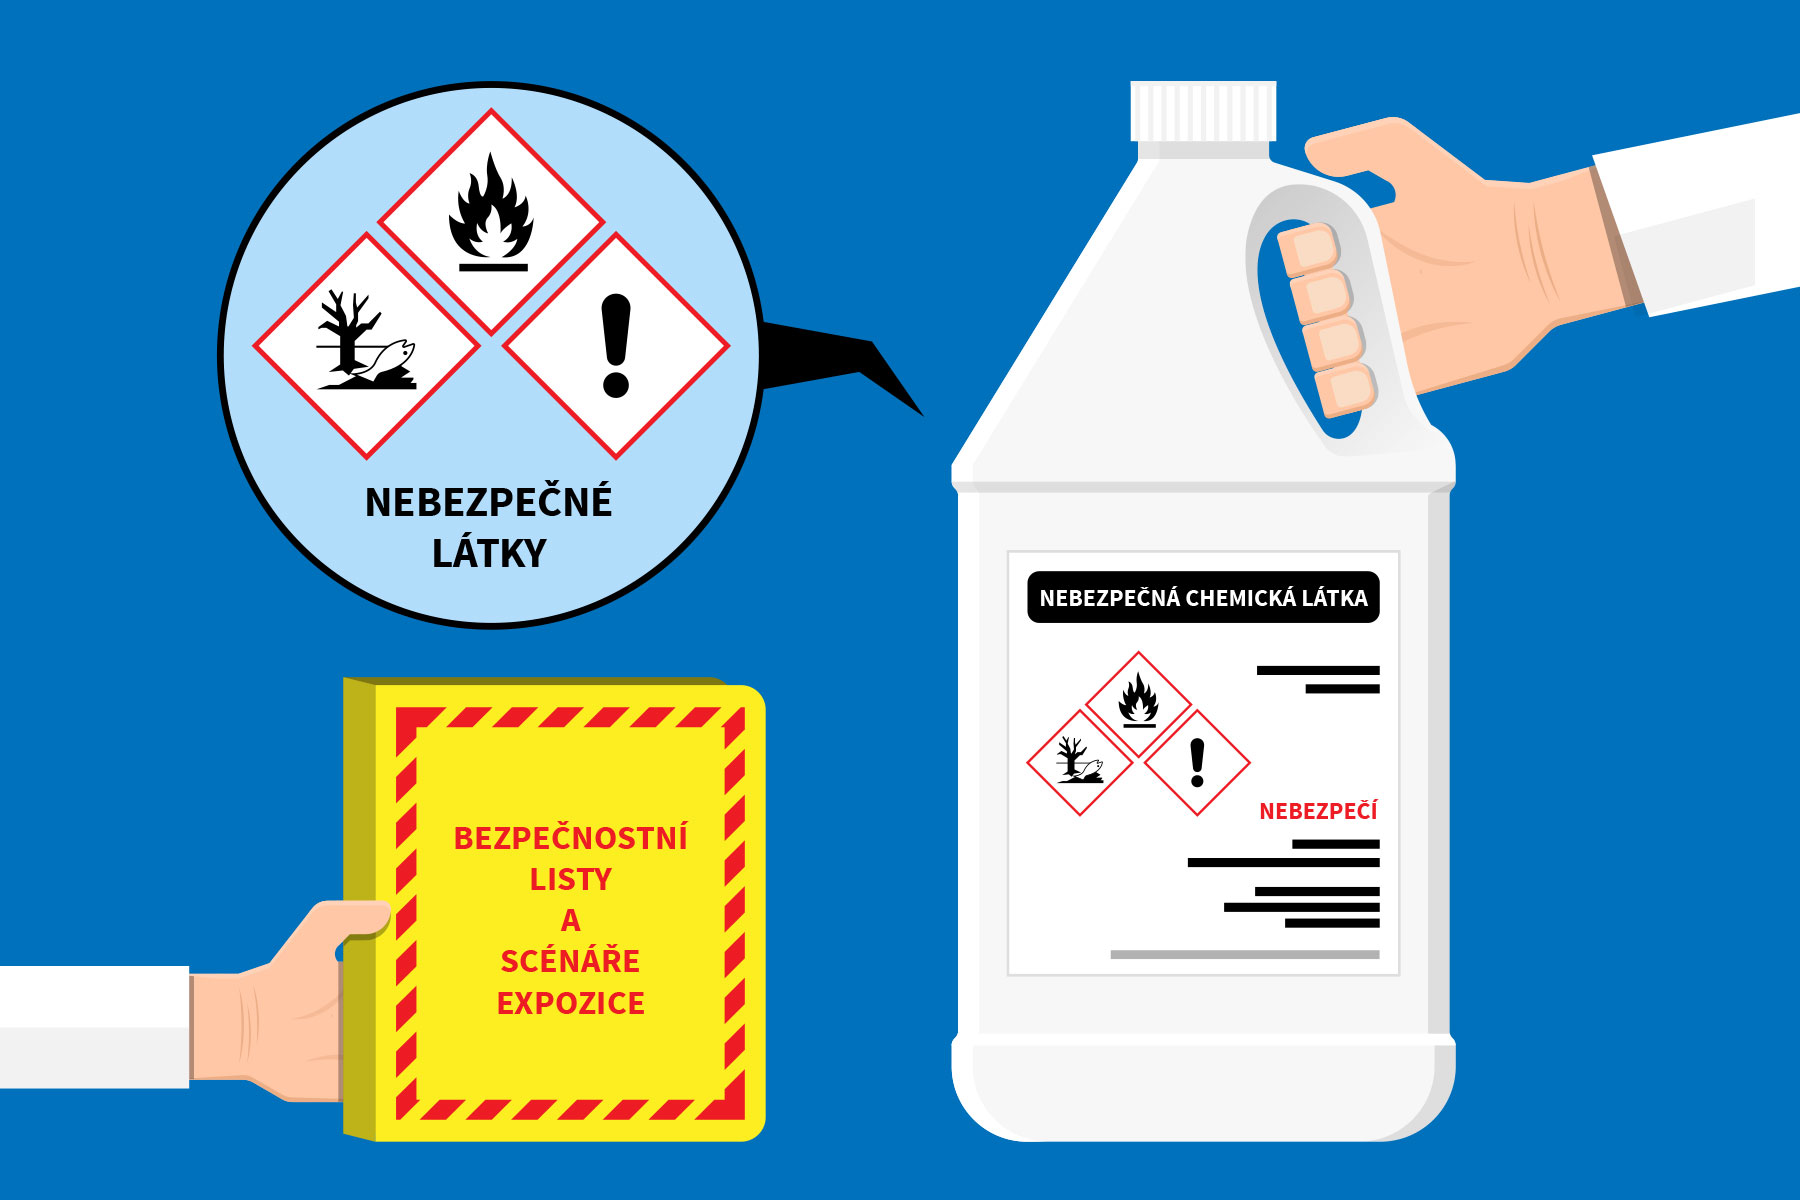 NEBEZPEČNÉ
LÁTKY
NEBEZPEČNÁ CHEMICKÁ LÁTKA
NEBEZPEČÍ
BEZPEČNOSTNÍ
LISTY
A
SCÉNÁŘE
EXPOZICE